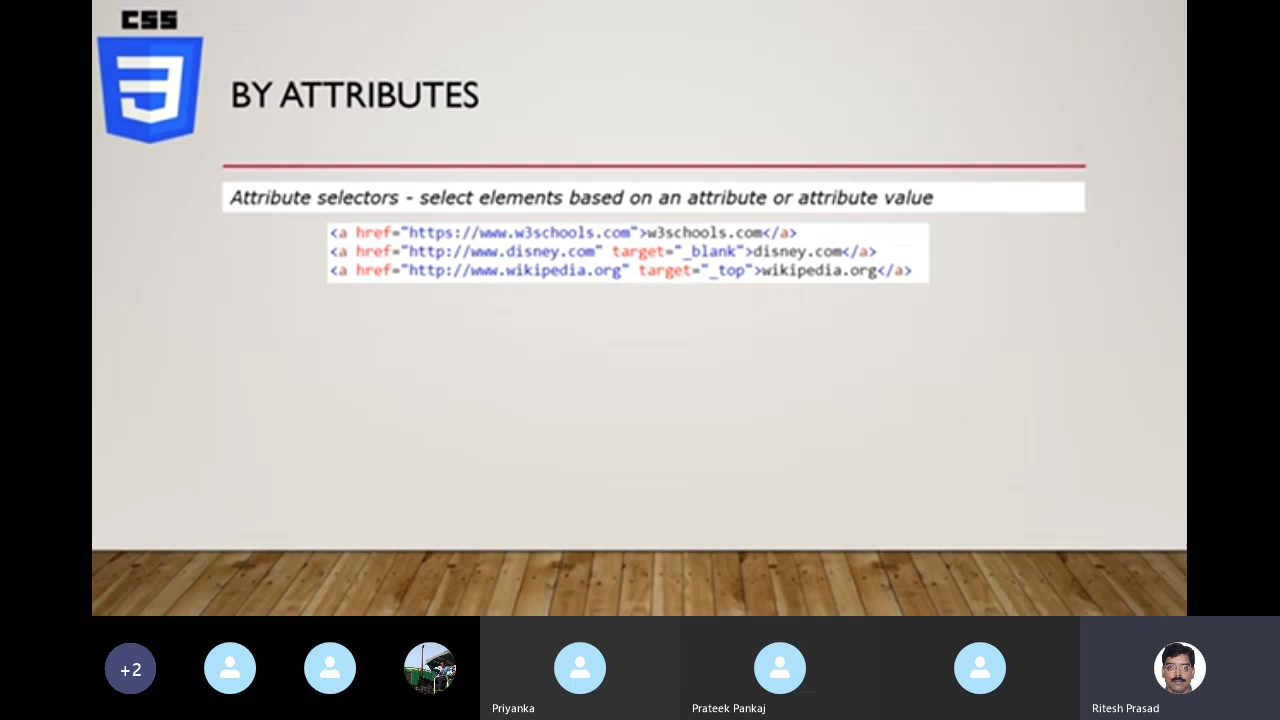 CSS
3
BY ATTRIBUTES
Attribute selectors - select elements based on an attribute or attribute value
<a href="https://www.w3schools.com">w3schools.com</a>
<a href="http://www.disney.com" target="_blank">disney.com</a>
<a href="http://www.wikipedia.org" target="_top">wikipedia.org</a>
+2
Priyanka
Prateek Pankaj
Ritesh Prasad